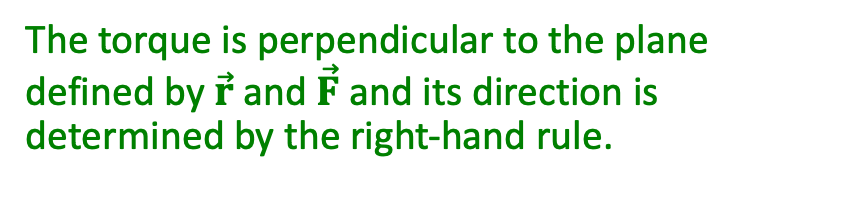 The torque is perpendicular to the plane
defined by r⃗ and F⃗ and its direction is
determined by the right-hand rule.